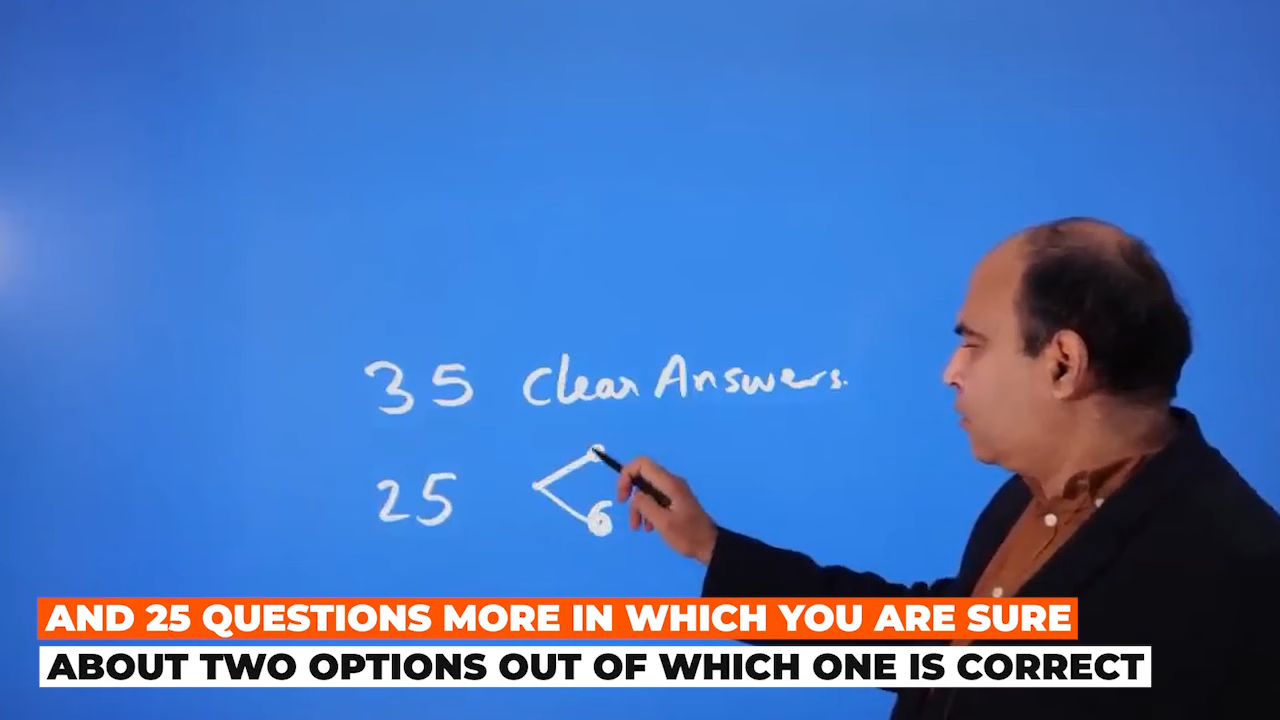 35 Clear Answers.
25
AND 25 QUESTIONS MORE IN WHICH YOU ARE SURE
ABOUT TWO OPTIONS OUT OF WHICH ONE IS CORRECT